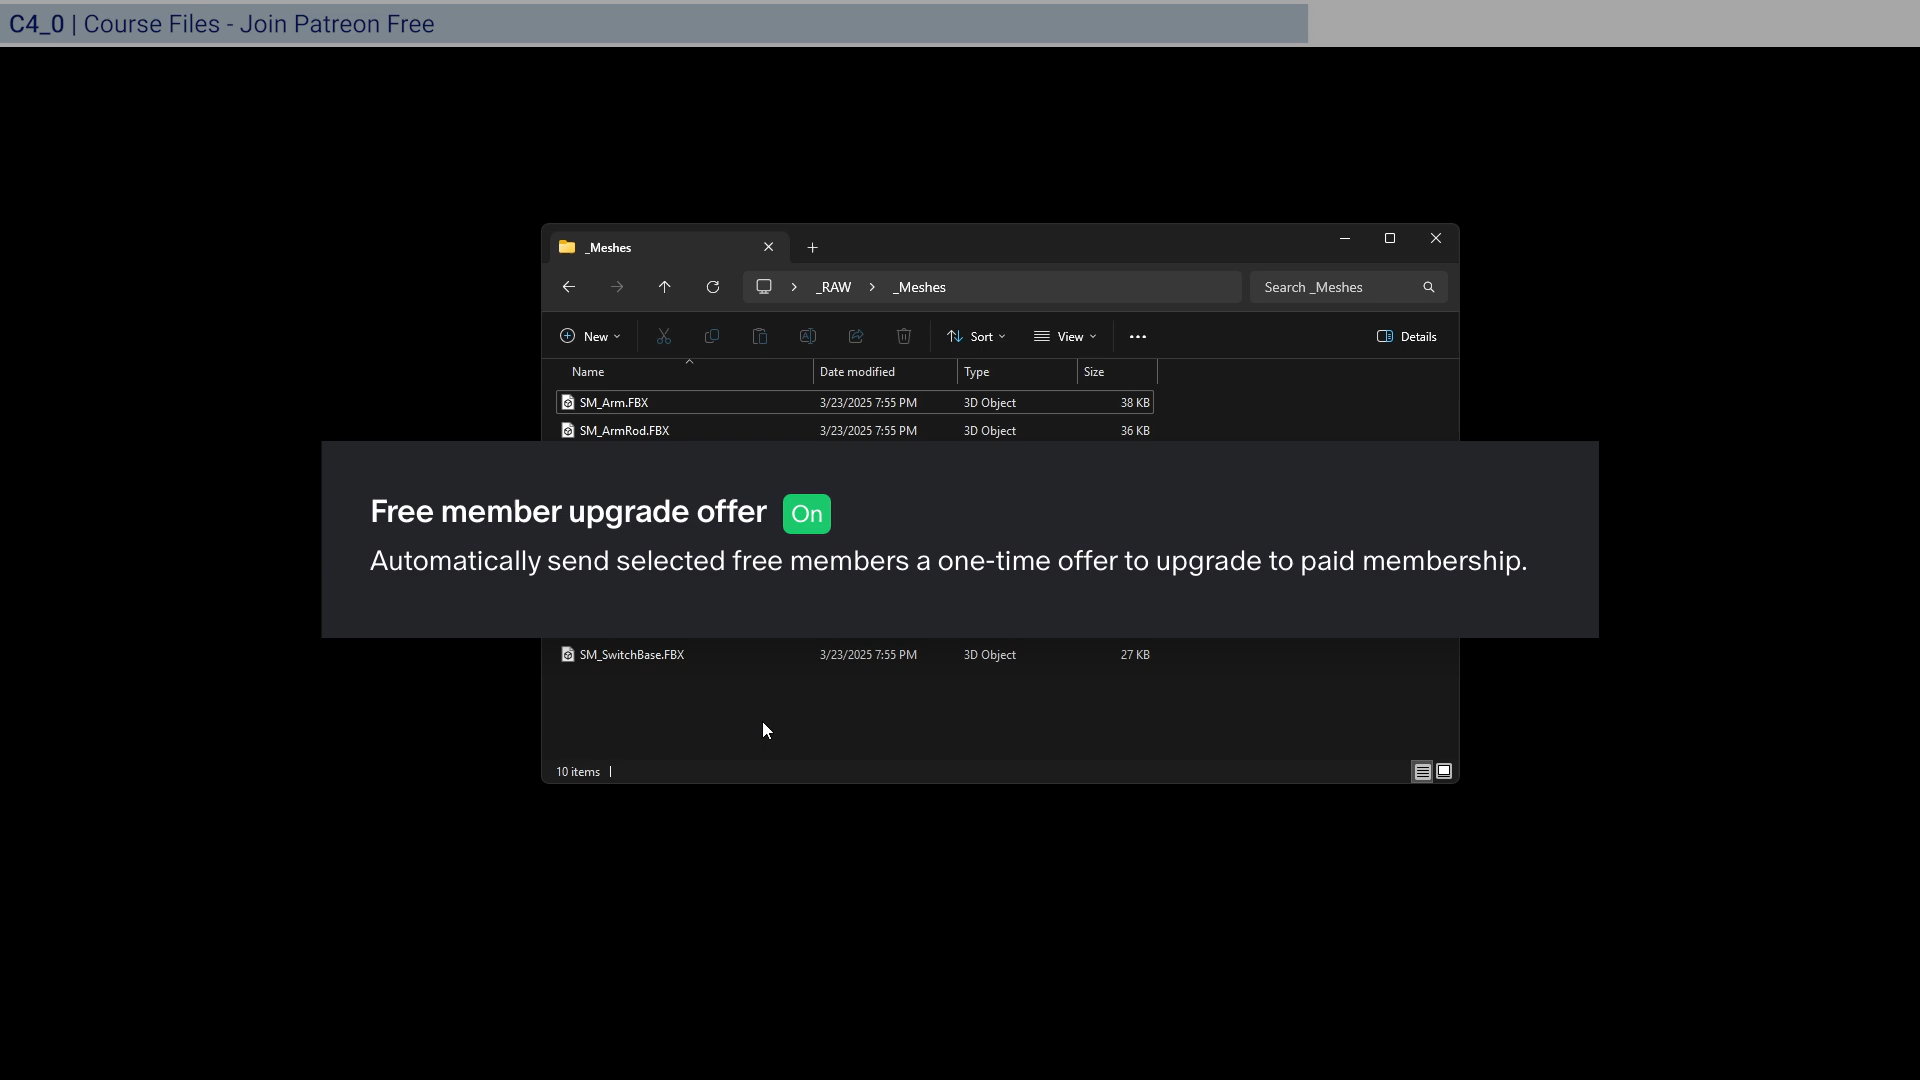 C4_0 | Course Files - Join Patreon Free
_Meshes
_RAW > _Meshes
Search _Meshes
New
Sort
View
Details
Name Date modified Type Size
SM_Arm.FBX 3/23/2025 7:55 PM 3D Object 38 KB
SM_ArmRod.FBX 3/23/2025 7:55 PM 3D Object 36 KB
Free member upgrade offer On
Automatically send selected free members a one-time offer to upgrade to paid membership.
SM_SwitchBase.FBX 3/23/2025 7:55 PM 3D Object 27 KB
10 items